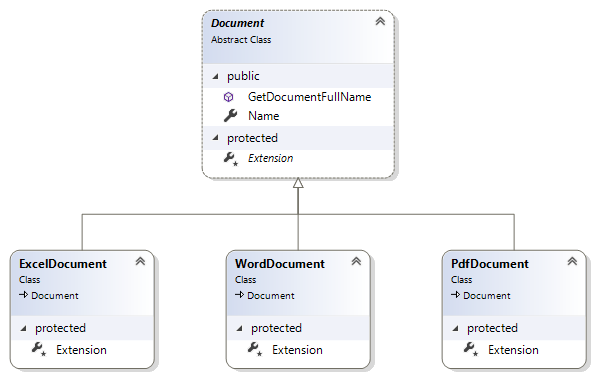 Document
Abstract Class
public
GetDocumentFullName
Name
protected
Extension
ExcelDocument
Class
Document
protected
Extension
WordDocument
Class
Document
protected
Extension
PdfDocument
Class
Document
protected
Extension